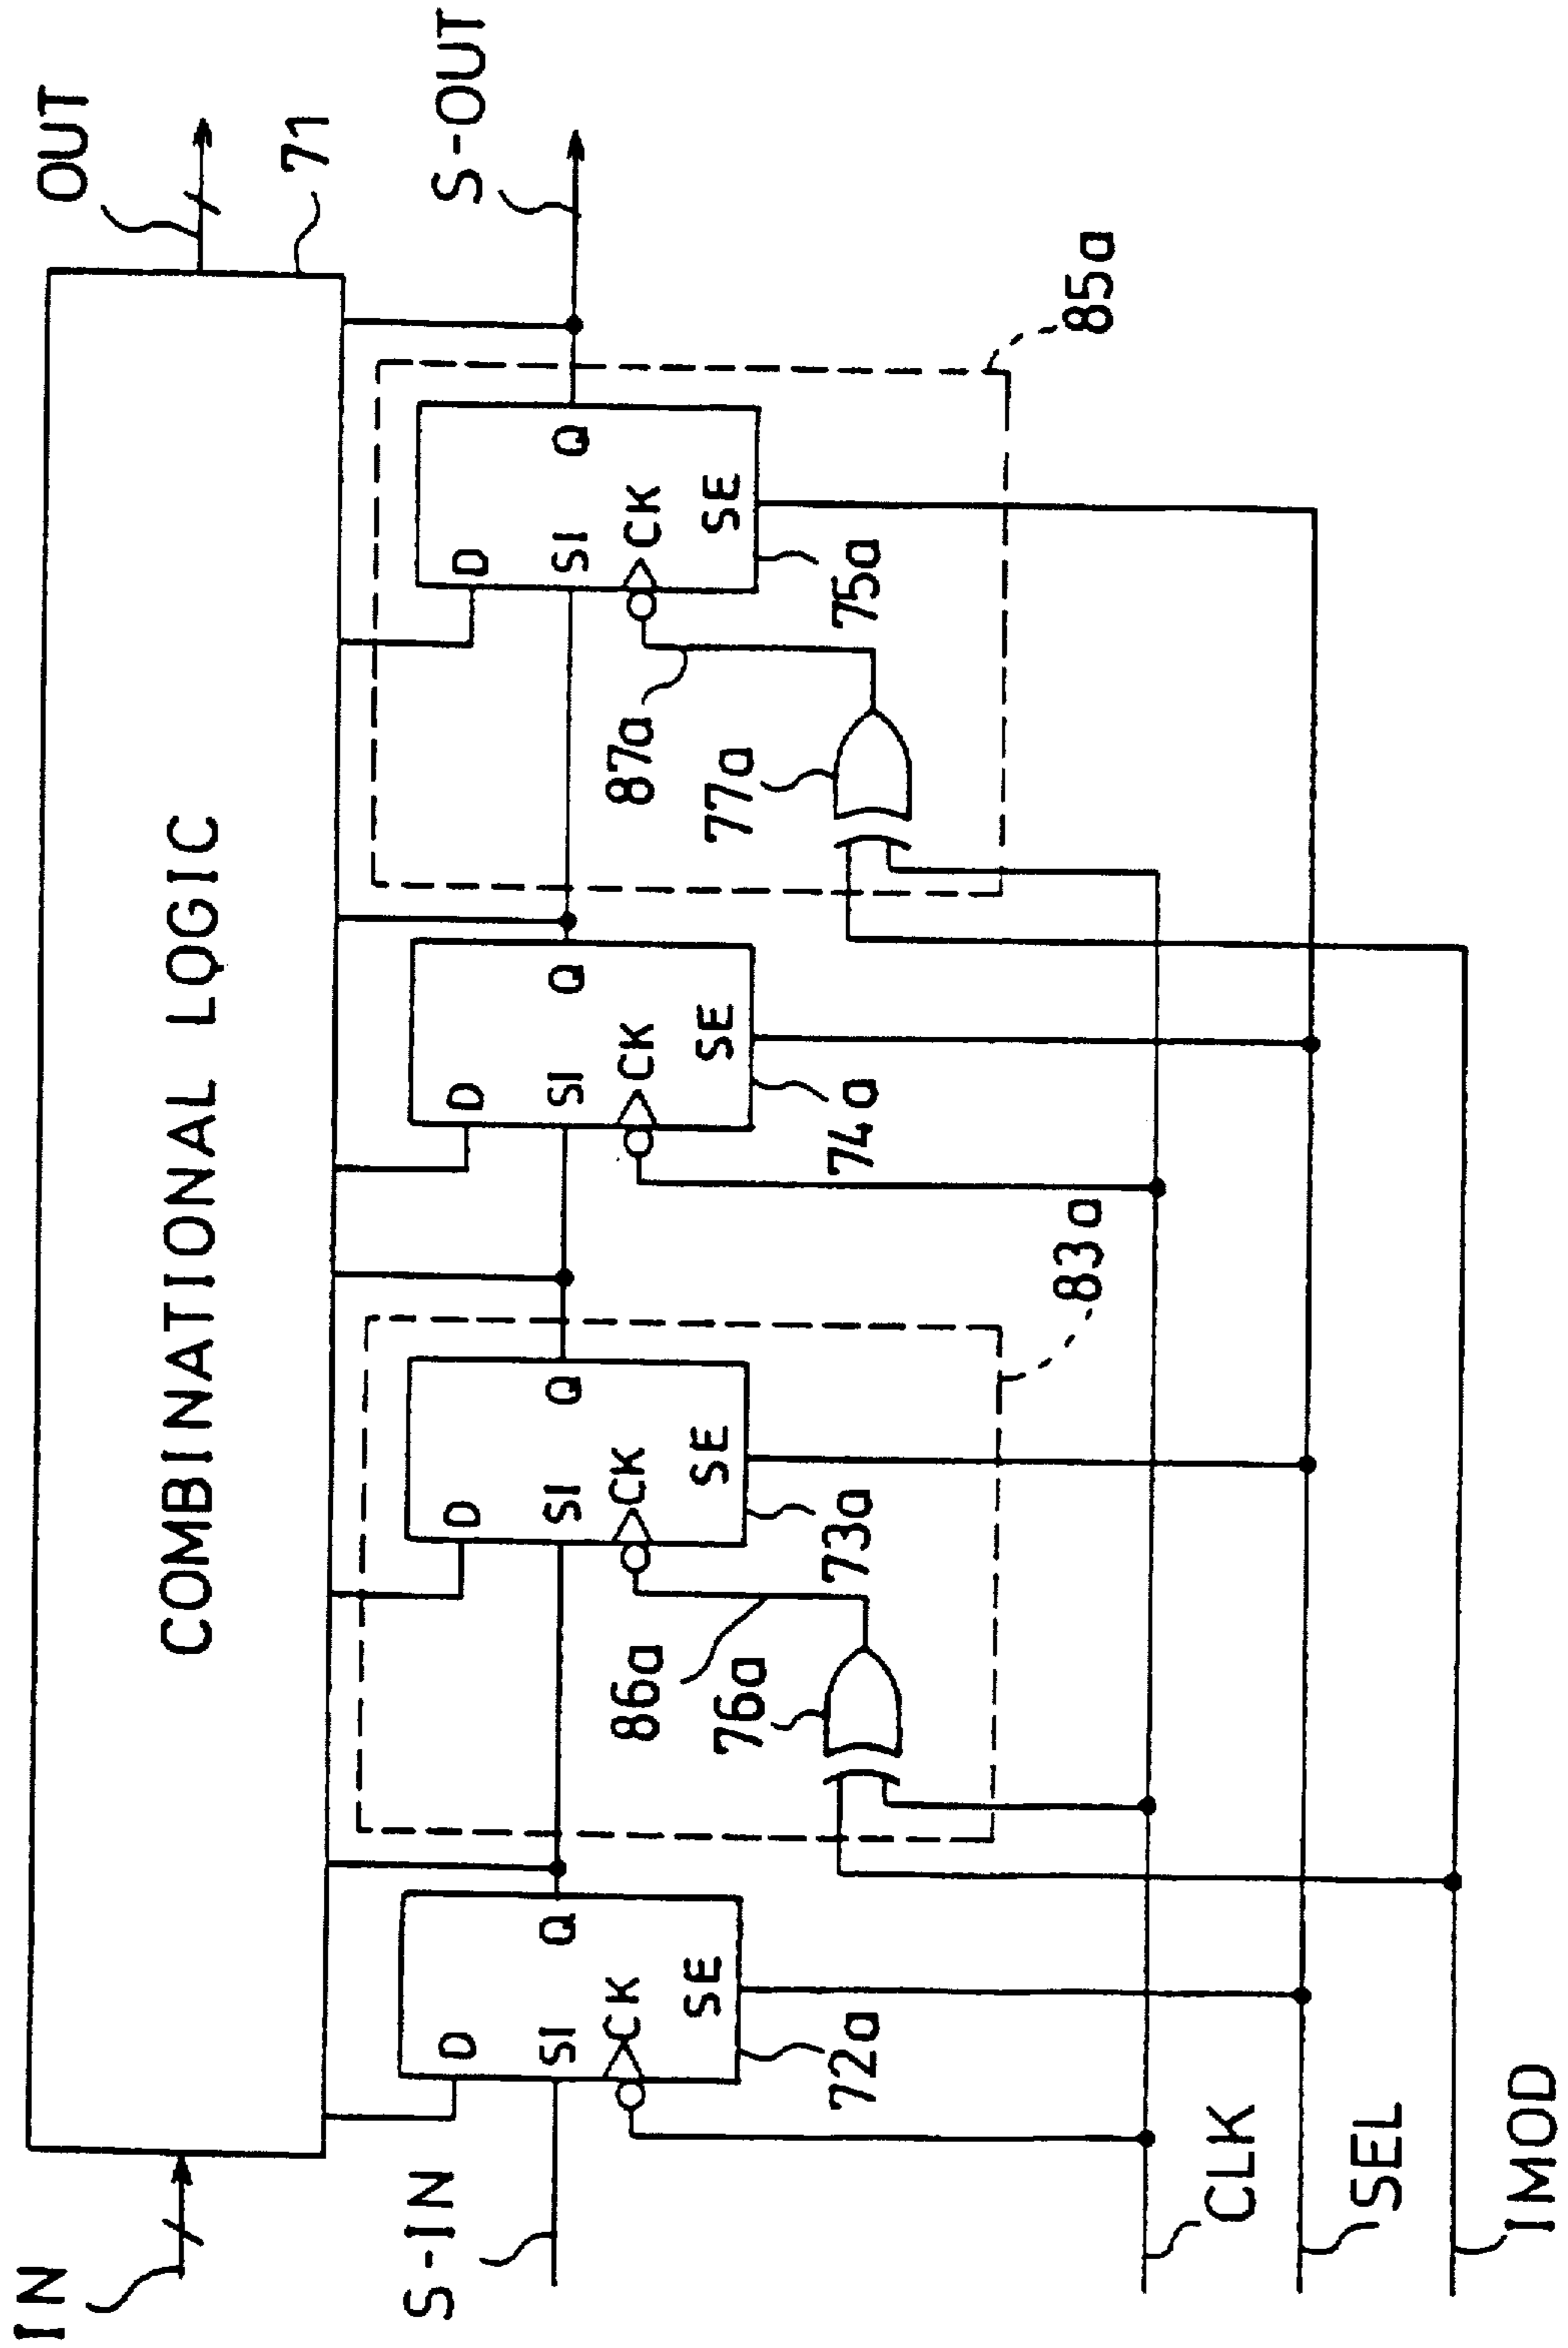 IN
COMBINATIONAL LOGIC
OUT
71
S-IN
S-OUT
D
SI
Q
CK
SE
72a
D
SI
Q
CK
SE
73a
86a
76a
83a
D
SI
Q
CK
SE
74a
D
SI
Q
CK
SE
75a
87a
77a
85a
CLK
SEL
IMOD